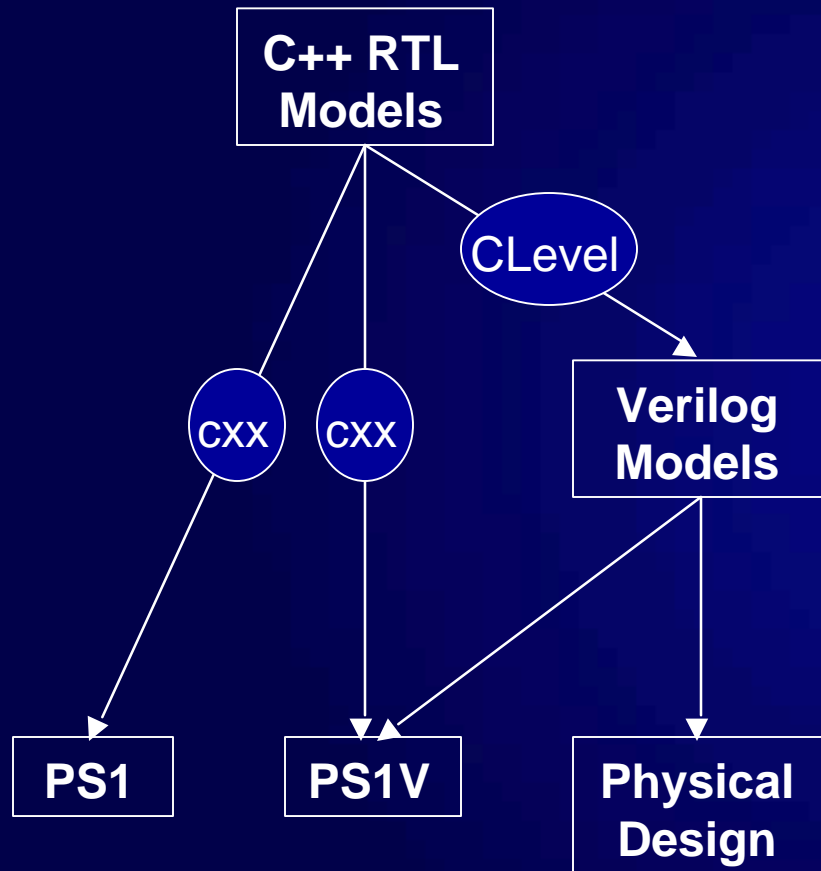 C++ RTL
Models
CLevel
cxx
cxx
Verilog
Models
PS1
PS1V
Physical
Design